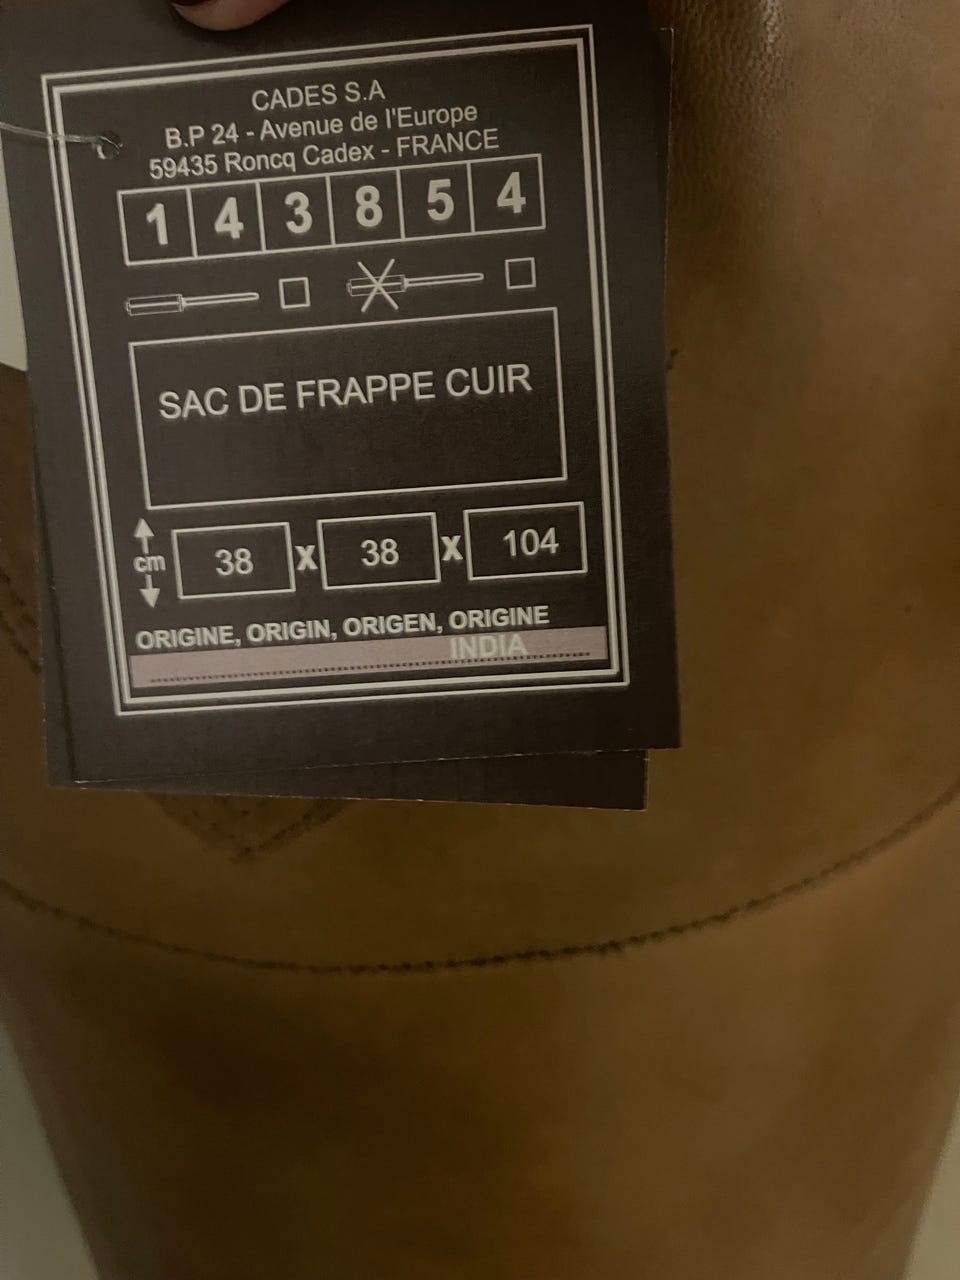 CADES S.A
B.P 24 - Avenue de l'Europe
59435 Roncq Cadex - FRANCE
1 4 3 8 5 4
SAC DE FRAPPE CUIR
cm 38 X 38 X 104
ORIGINE, ORIGIN, ORIGEN, ORIGINE
INDIA